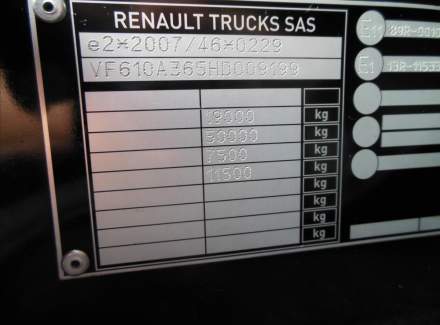 RENAULT TRUCKS SAS
e2*2007/46*0229
VF610A365HD009199
19000 kg
50000 kg
7500 kg
11500 kg
kg
kg
kg
kg
E1